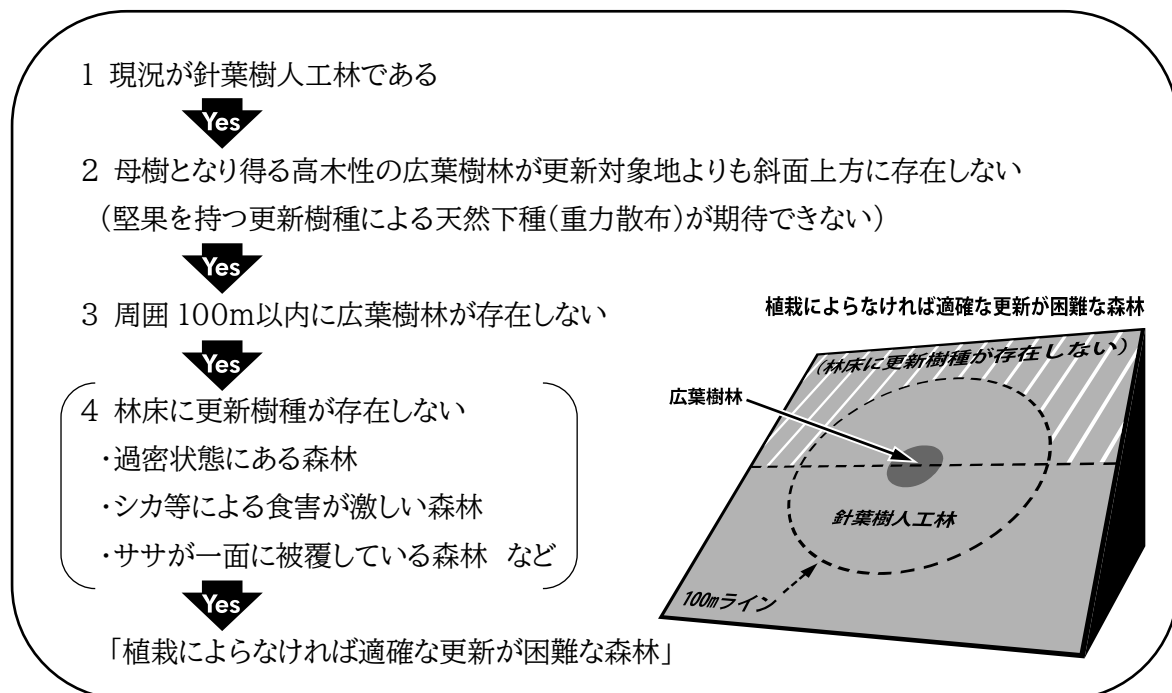 1 現況が針葉樹人工林である
Yes
2 母樹となり得る高木性の広葉樹林が更新対象地よりも斜面上方に存在しない
（堅果を持つ更新樹種による天然下種（重力散布）が期待できない）
Yes
3 周囲100m以内に広葉樹林が存在しない
Yes
4 林床に更新樹種が存在しない
・過密状態にある森林
・シカ等による食害が激しい森林
・ササが一面に被覆している森林 など
Yes
「植栽によらなければ適確な更新が困難な森林」
植栽によらなければ適確な更新が困難な森林
（林床に更新樹種が存在しない）
広葉樹林
針葉樹人工林
100mライン